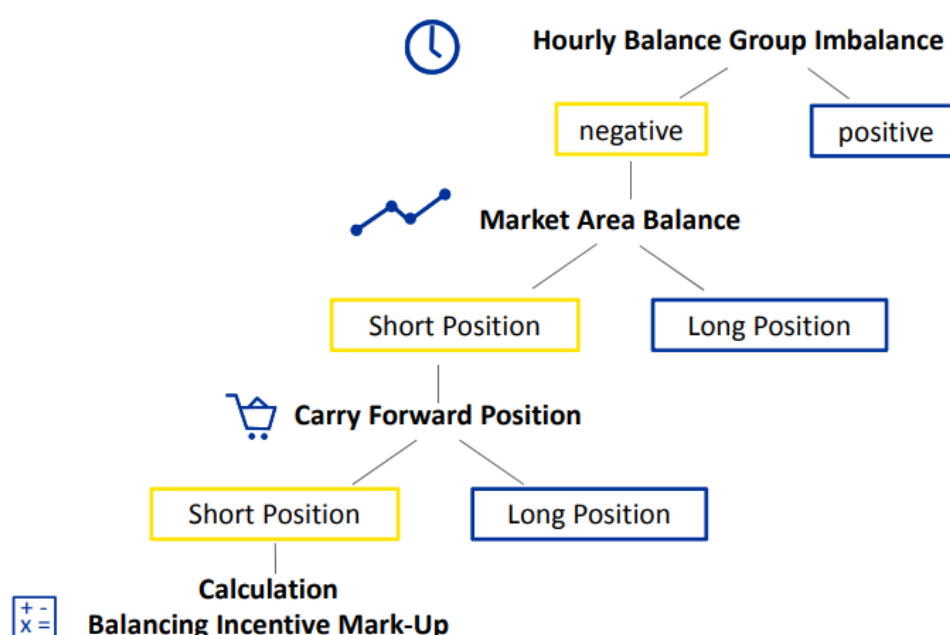 Hourly Balance Group Imbalance
negative
positive
Market Area Balance
Short Position
Long Position
Carry Forward Position
Short Position
Long Position
Calculation
+ -
x =
Balancing Incentive Mark-Up